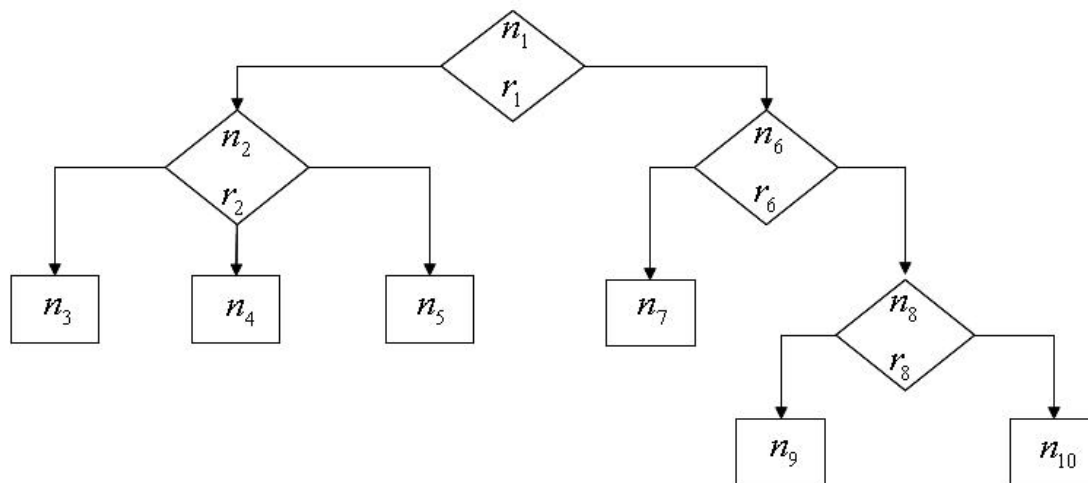 n₁
r₁
n₂
r₂
n₆
r₆
n₃
n₄
n₅
n₇
n₈
r₈
n₉
n₁₀